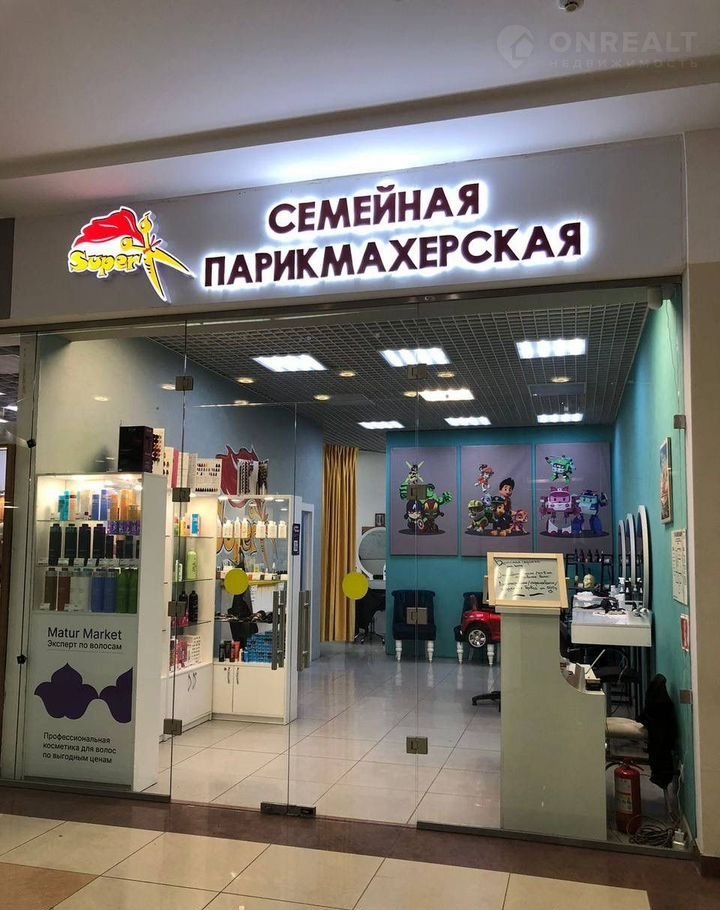 ONREALT
НЕДВИЖИМОСТЬ
Super
СЕМЕЙНАЯ
ПАРИКМАХЕРСКАЯ
Matur Market
Эксперт по волосам
Профессиональная
косметика для волос
по выгодным ценам